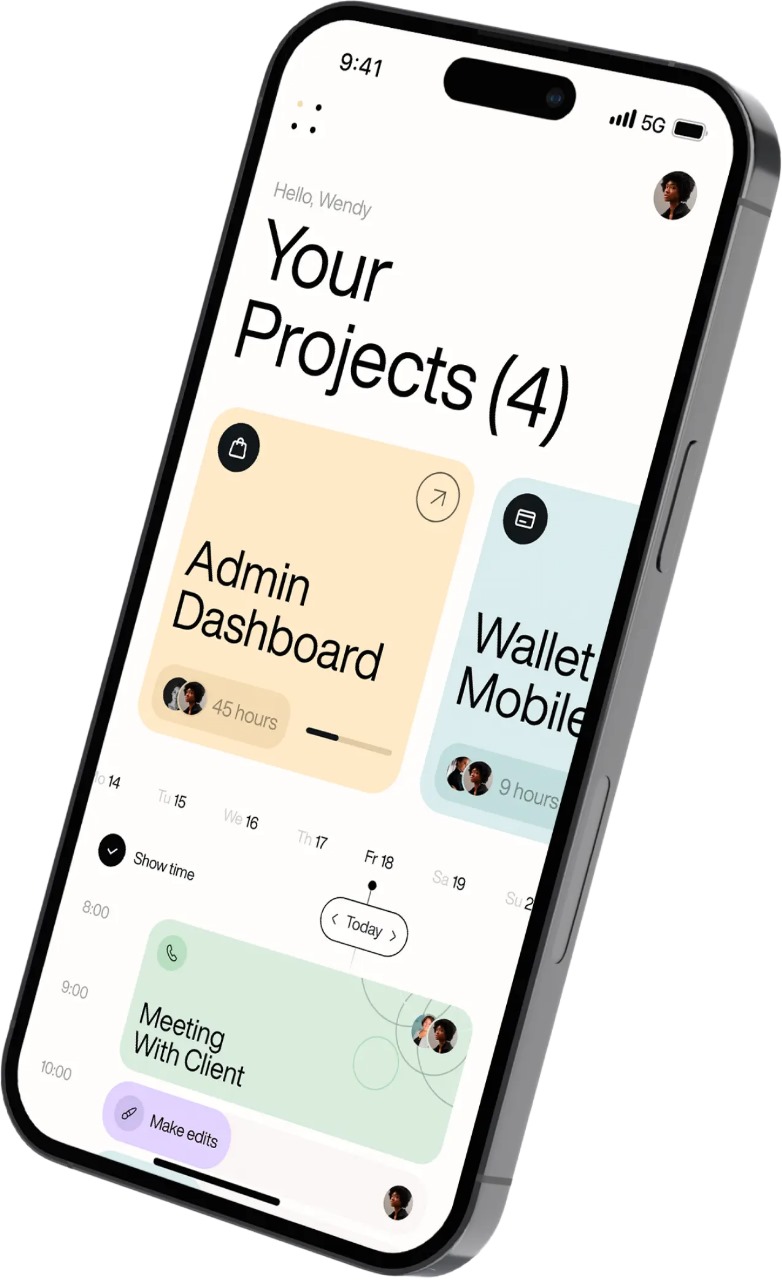 9:41
5G
Hello, Wendy
Your
Projects (4)
Admin
Dashboard
45 hours
Wallet
Mobile
9 hours
14
Tu 15
We 16
Th 17
Fr 18
Sa 19
Su
Show time
Today
8:00
9:00
10:00
Meeting
With Client
Make edits